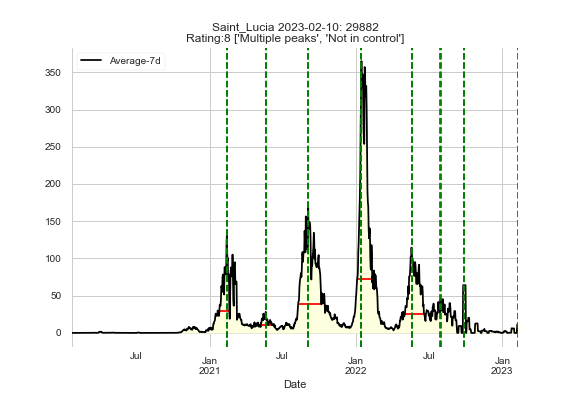 Saint_Lucia 2023-02-10: 29882
Rating:8 ['Multiple peaks', 'Not in control']
Average-7d
350
300
250
200
150
100
50
0
Jul
Jan
2021
Jul
Jan
2022
Jul
Jan
2023
Date